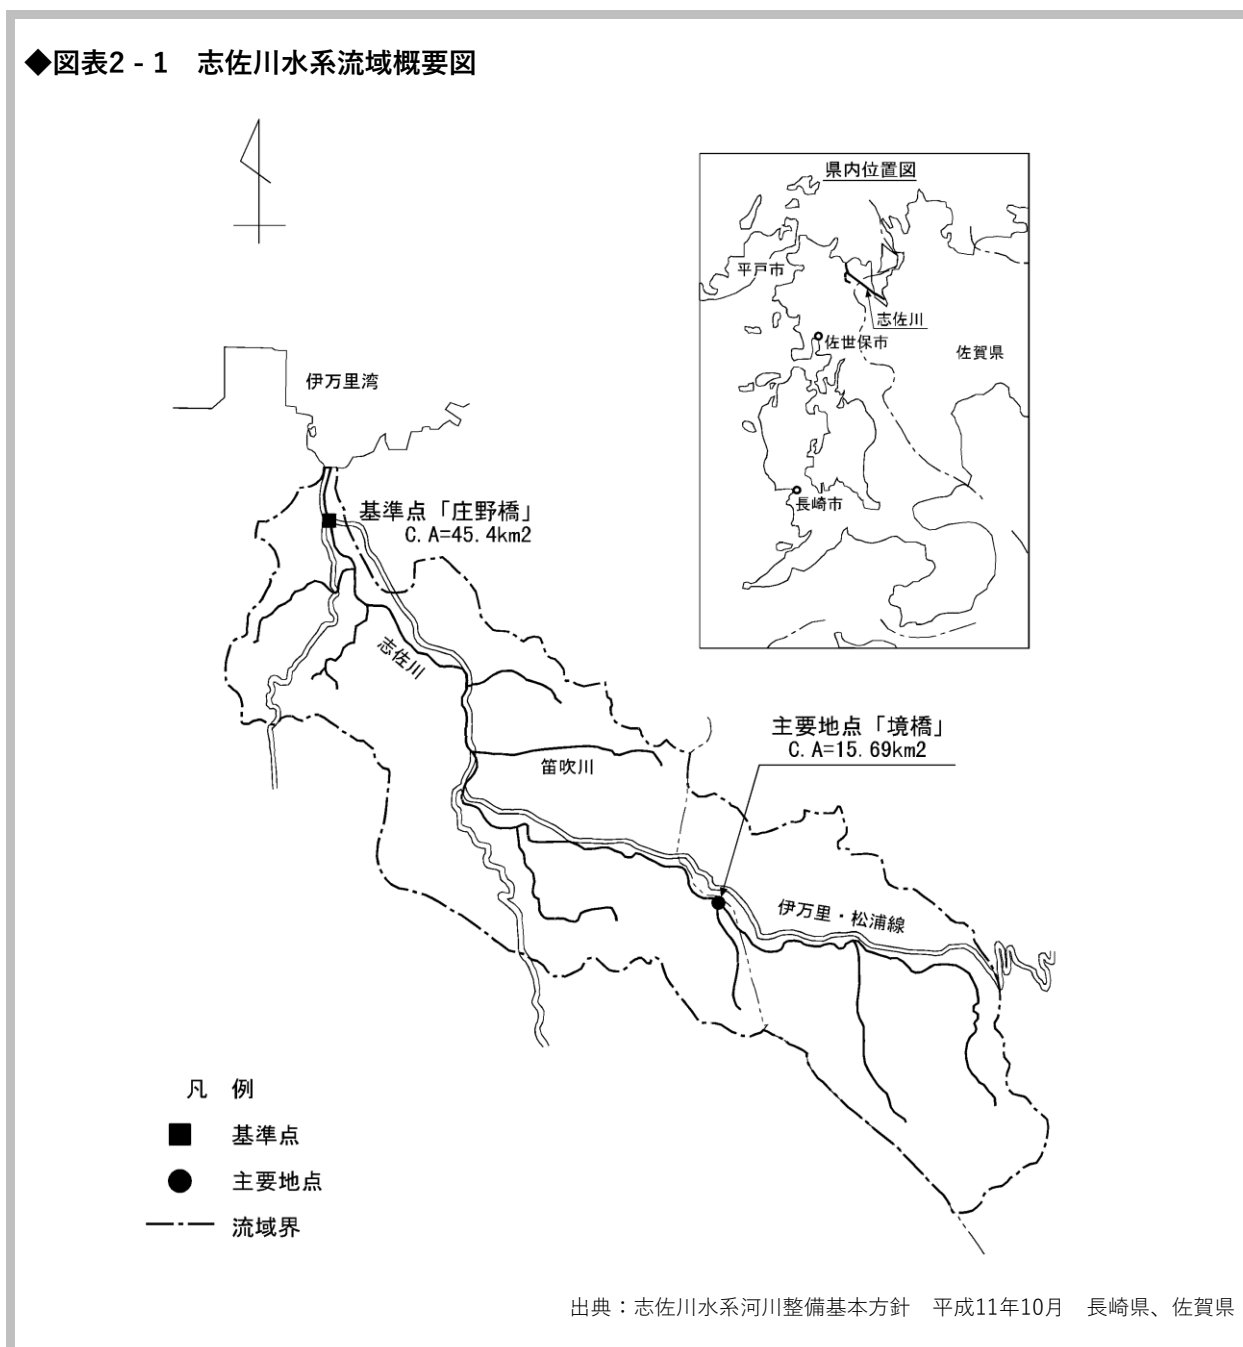 ◆図表2 - 1　志佐川水系流域概要図
県内位置図
平戸市
志佐川
佐世保市
佐賀県
長崎市
伊万里湾
基準点「庄野橋」
C. A=45. 4km2
志佐川
主要地点「境橋」
C. A=15. 69km2
笛吹川
伊万里・松浦線
凡　例
基準点
主要地点
流域界
出典：志佐川水系河川整備基本方針　平成11年10月　長崎県、佐賀県